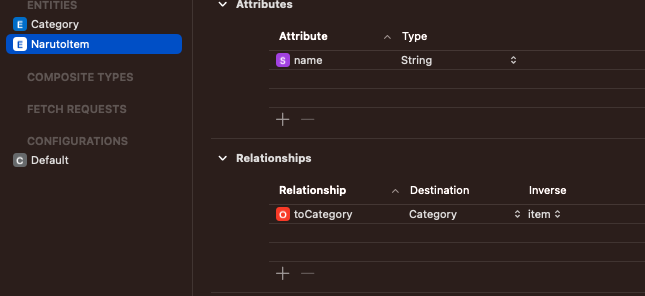 ENTITIES
E Category
E NarutoItem
COMPOSITE TYPES
FETCH REQUESTS
CONFIGURATIONS
C Default
Attributes
Attribute Type
S name String
Relationships
Relationship Destination Inverse
O toCategory Category item